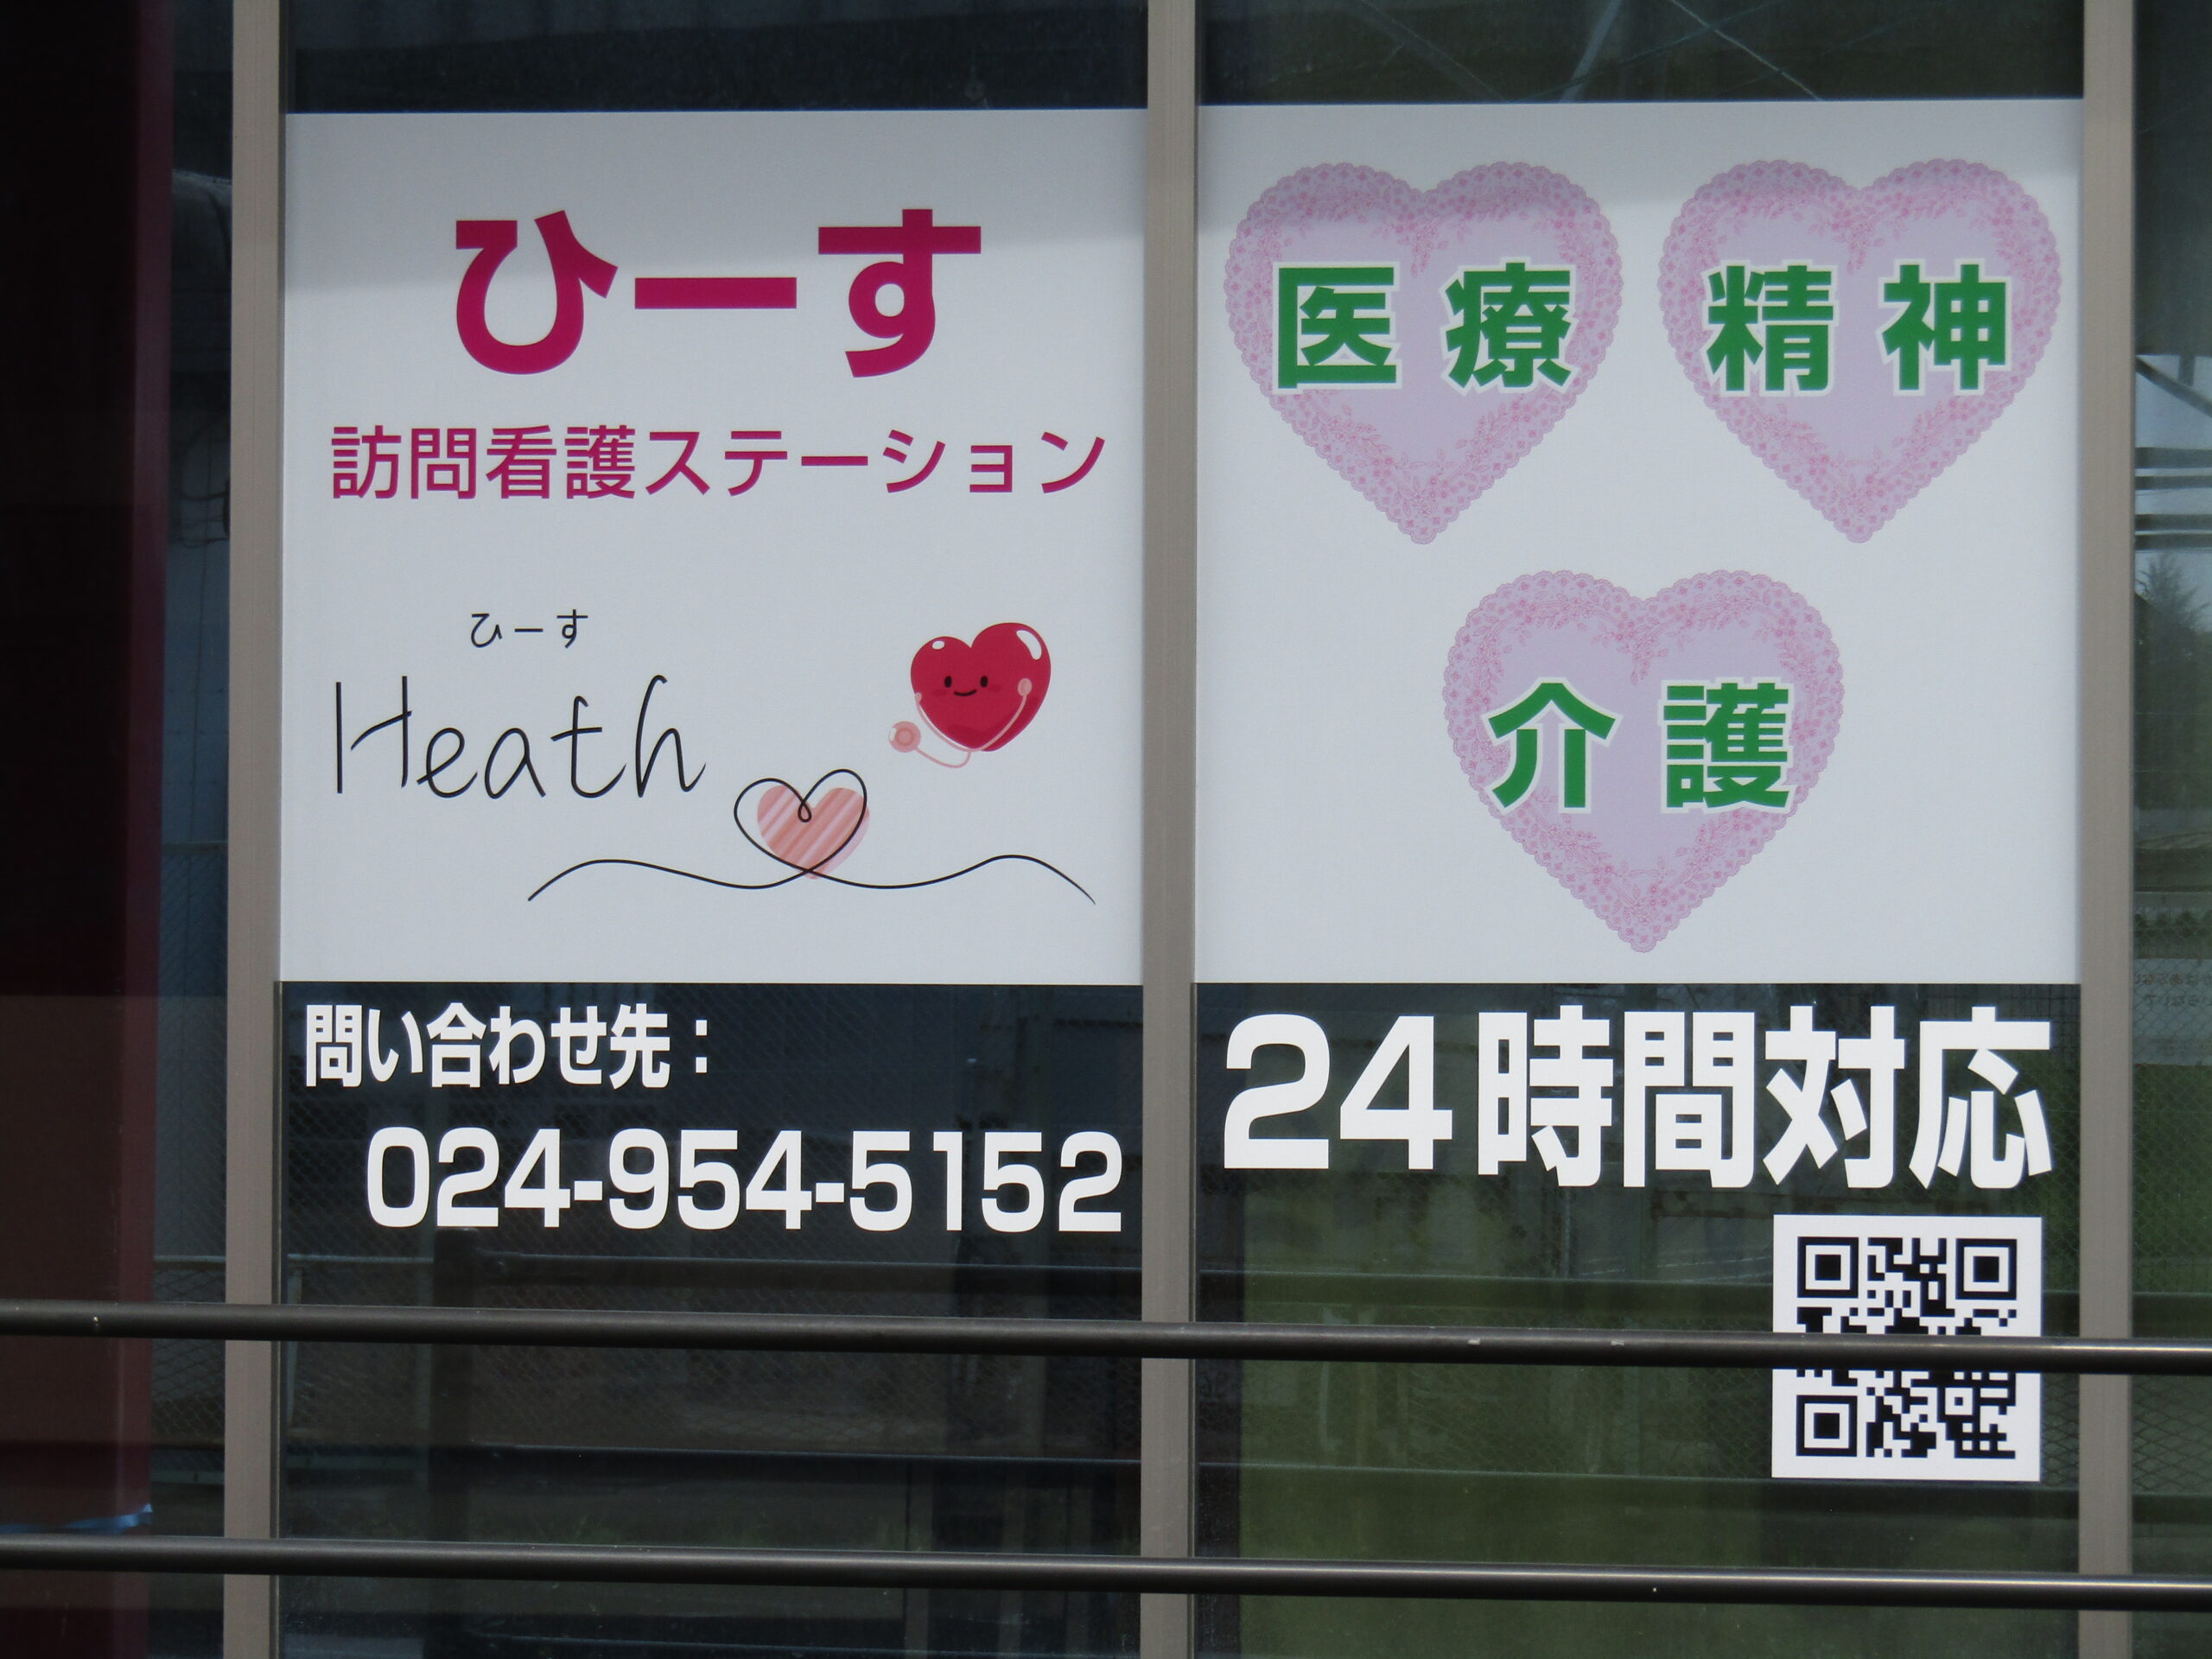 ひーす
訪問看護ステーション
ひーす
Heath
問い合わせ先：
024-954-5152
医療
精神
介護
24時間対応